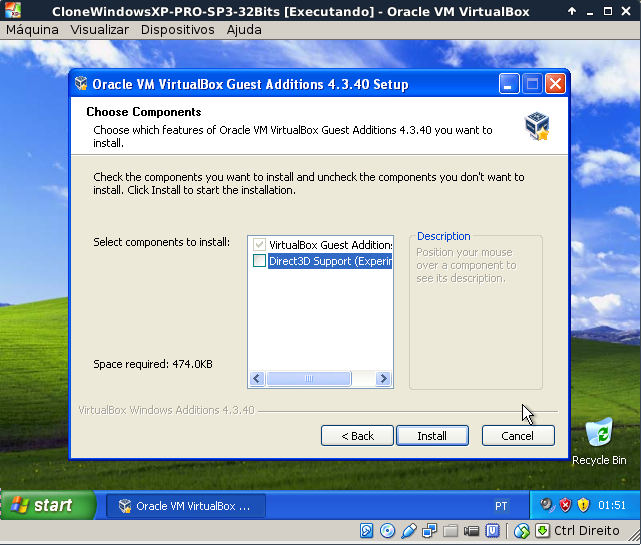 CloneWindowsXP-PRO-SP3-32Bits [Executando] - Oracle VM VirtualBox
Máquina Visualizar Dispositivos Ajuda
Oracle VM VirtualBox Guest Additions 4.3.40 Setup
Choose Components
Choose which features of Oracle VM VirtualBox Guest Additions 4.3.40 you want to
install.
Check the components you want to install and uncheck the components you don't want to
install. Click Install to start the installation.
Select components to install:
VirtualBox Guest Additions
Direct3D Support (Experim
Description
Position your mouse
over a component to
see its description.
Space required: 474.0KB
VirtualBox Windows Additions 4.3.40
< Back
Install
Cancel
Recycle Bin
start
Oracle VM VirtualBox ...
PT
01:51
Ctrl Direito